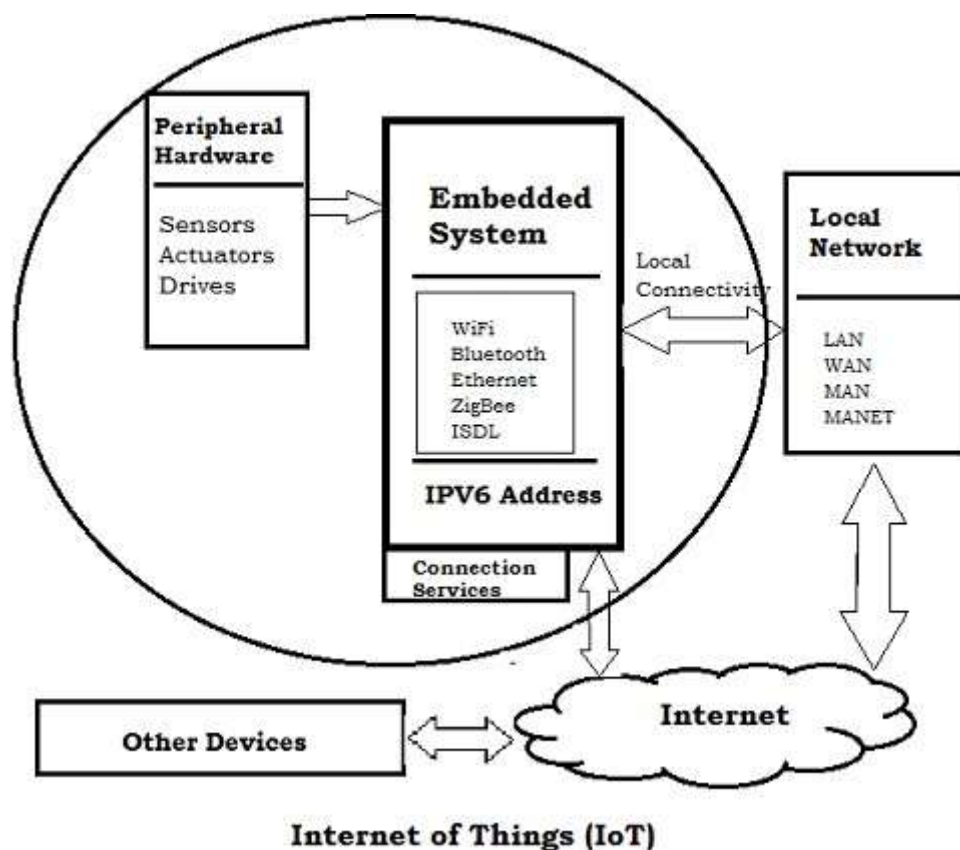 Peripheral
Hardware
Sensors
Actuators
Drives
Embedded
System
WiFi
Bluetooth
Ethernet
ZigBee
ISDL
IPV6 Address
Connection
Services
Local
Connectivity
Local
Network
LAN
WAN
MAN
MANET
Internet
Other Devices
Internet of Things (IoT)